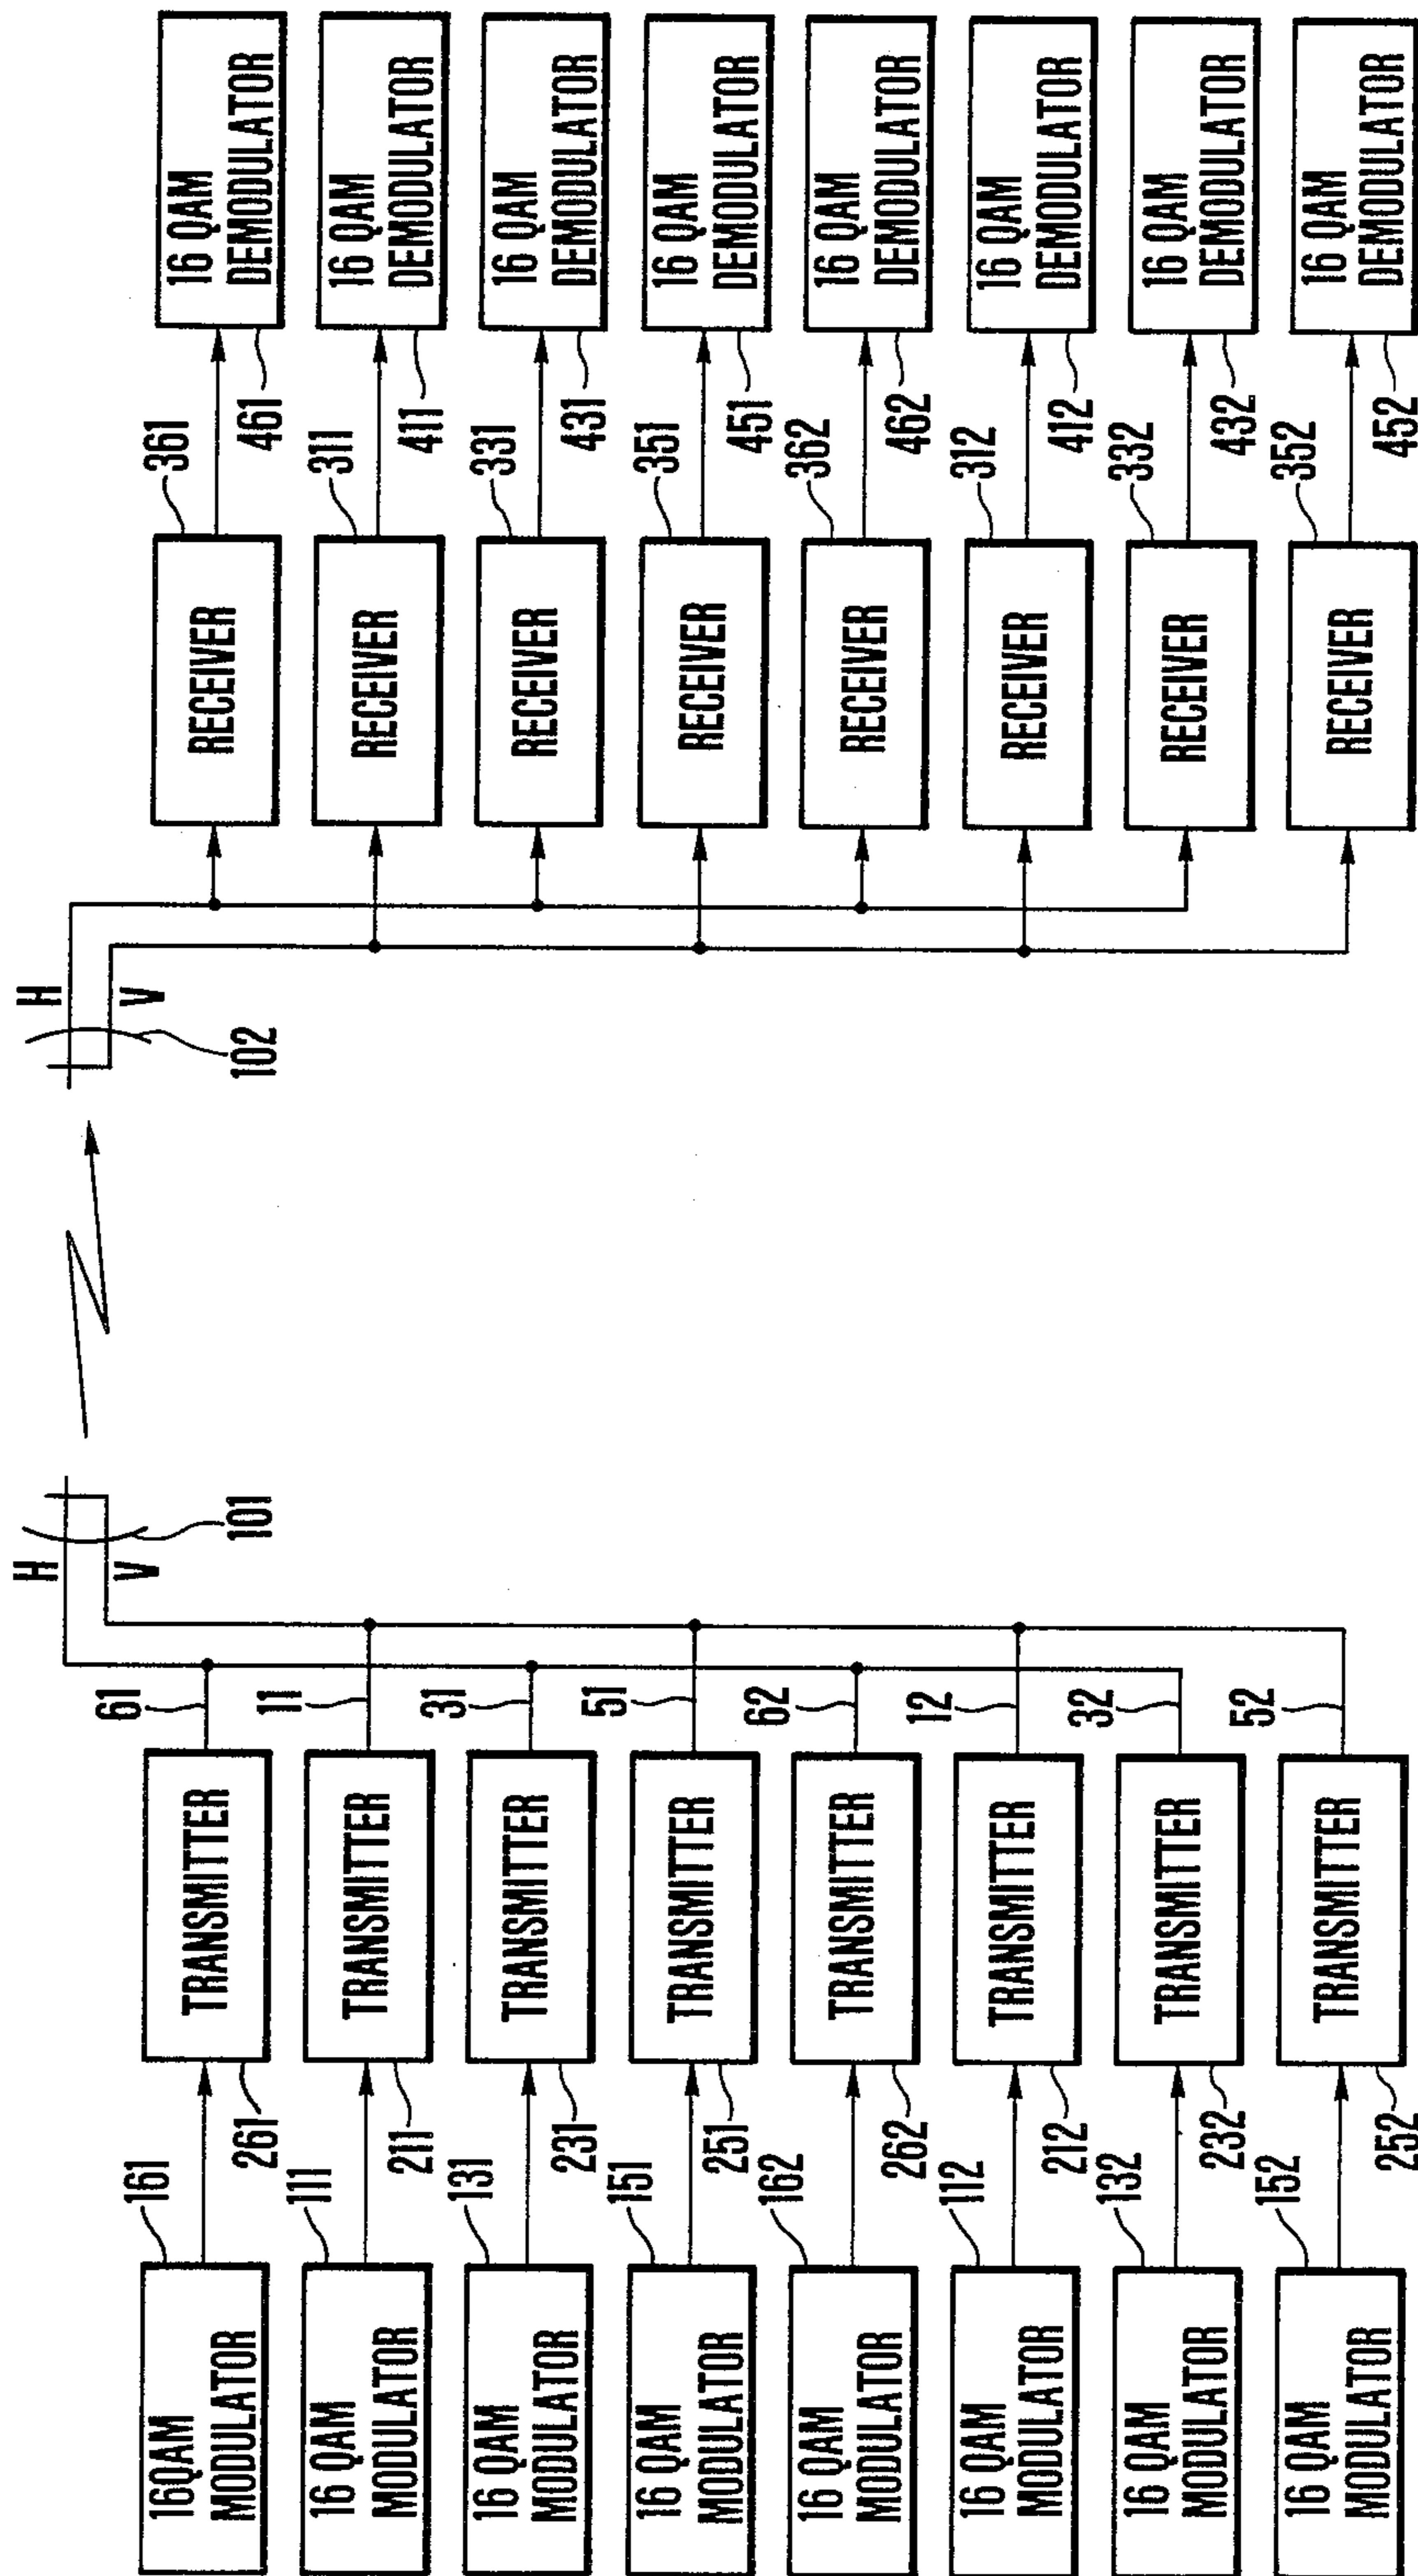 H
V
101
H
V
102
16QAM
MODULATOR
161
TRANSMITTER
261
61
RECEIVER
361
16 QAM
DEMODULATOR
461
16 QAM
MODULATOR
111
TRANSMITTER
211
11
RECEIVER
311
16 QAM
DEMODULATOR
411
16 QAM
MODULATOR
131
TRANSMITTER
231
31
RECEIVER
331
16 QAM
DEMODULATOR
431
16 QAM
MODULATOR
151
TRANSMITTER
251
51
RECEIVER
351
16 QAM
DEMODULATOR
451
16 QAM
MODULATOR
162
TRANSMITTER
262
62
RECEIVER
362
16 QAM
DEMODULATOR
462
16 QAM
MODULATOR
112
TRANSMITTER
212
12
RECEIVER
312
16 QAM
DEMODULATOR
412
16 QAM
MODULATOR
132
TRANSMITTER
232
32
RECEIVER
332
16 QAM
DEMODULATOR
432
16 QAM
MODULATOR
152
TRANSMITTER
252
52
RECEIVER
352
16 QAM
DEMODULATOR
452